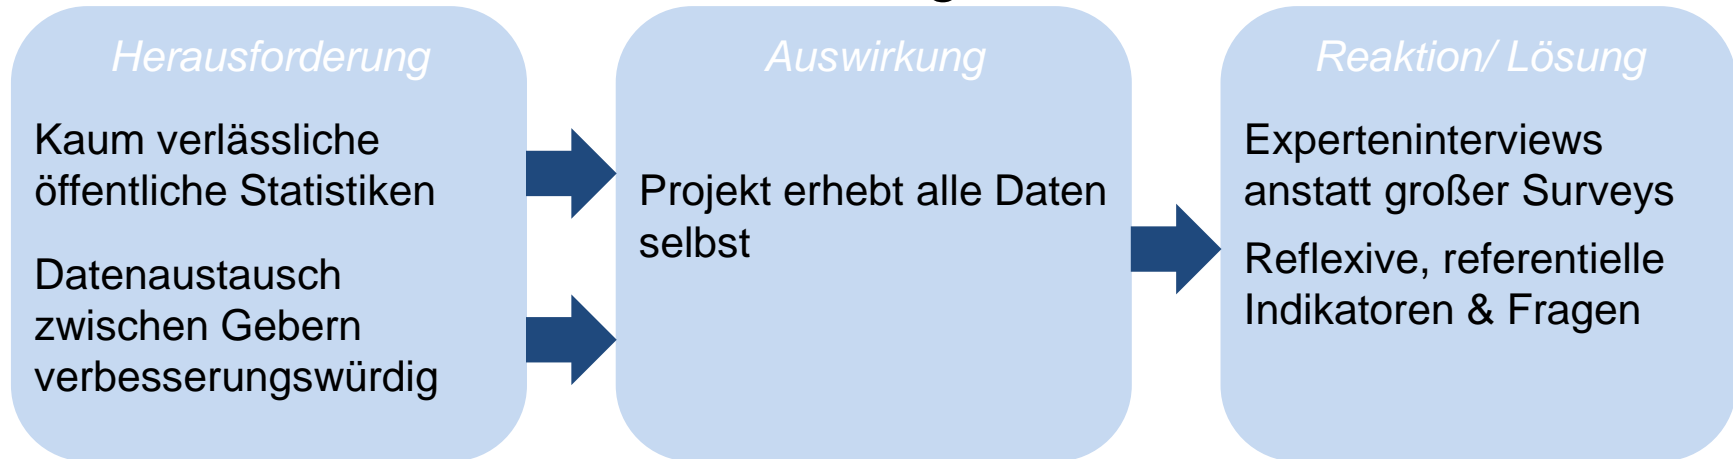 Herausforderung
Kaum verlässliche
öffentliche Statistiken
Datenaustausch
zwischen Gebern
verbesserungswürdig
Auswirkung
Projekt erhebt alle Daten
selbst
Reaktion/ Lösung
Experteninterviews
anstatt großer Surveys
Reflexive, referentielle
Indikatoren & Fragen